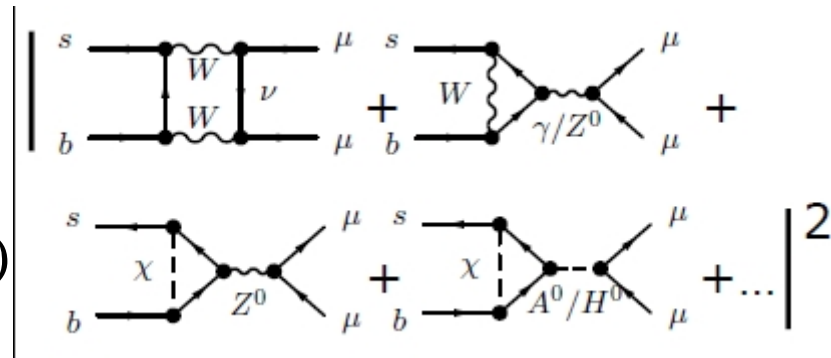 s W μ s μ
W ν + W γ/Z⁰ +
b μ b μ
s μ s μ 2
) χ Z⁰ + χ A⁰/H⁰ +...
b μ b μ